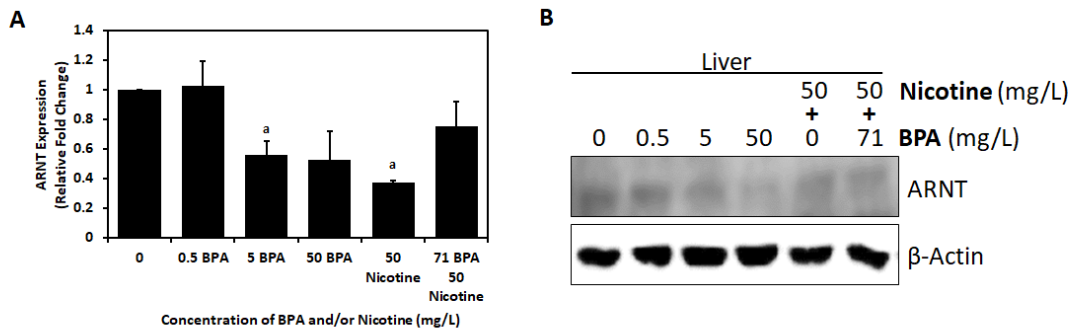 A
1.4
1.2
1
0.8
0.6
0.4
0.2
0
ARNT Expression
(Relative Fold Change)
a
a
0
0.5 BPA
5 BPA
50 BPA
50
Nicotine
71 BPA
50
Nicotine
Concentration of BPA and/or Nicotine (mg/L)
B
Liver
50 50 Nicotine (mg/L)
+ +
0 0.5 5 50 0 71 BPA (mg/L)
ARNT
β-Actin